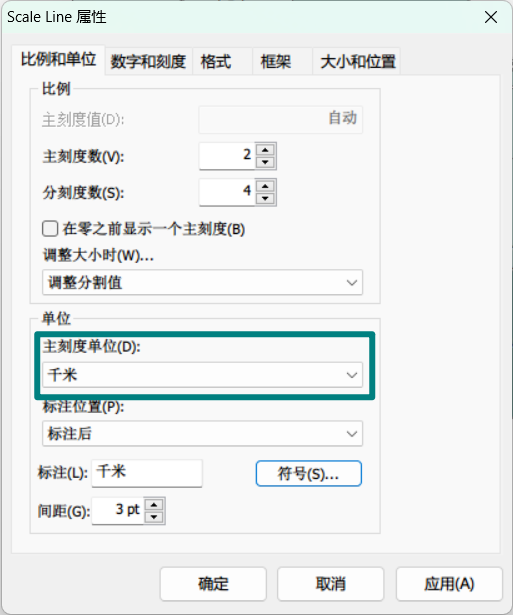 Scale Line 属性
比例和单位 数字和刻度 格式 框架 大小和位置
比例
主刻度值(D): 自动
主刻度数(V): 2
分刻度数(S): 4
在零之前显示一个主刻度(B)
调整大小时(W)...
调整分割值
单位
主刻度单位(D):
千米
标注位置(P):
标注后
标注(L): 千米 符号(S)...
间距(G): 3 pt
确定 取消 应用(A)